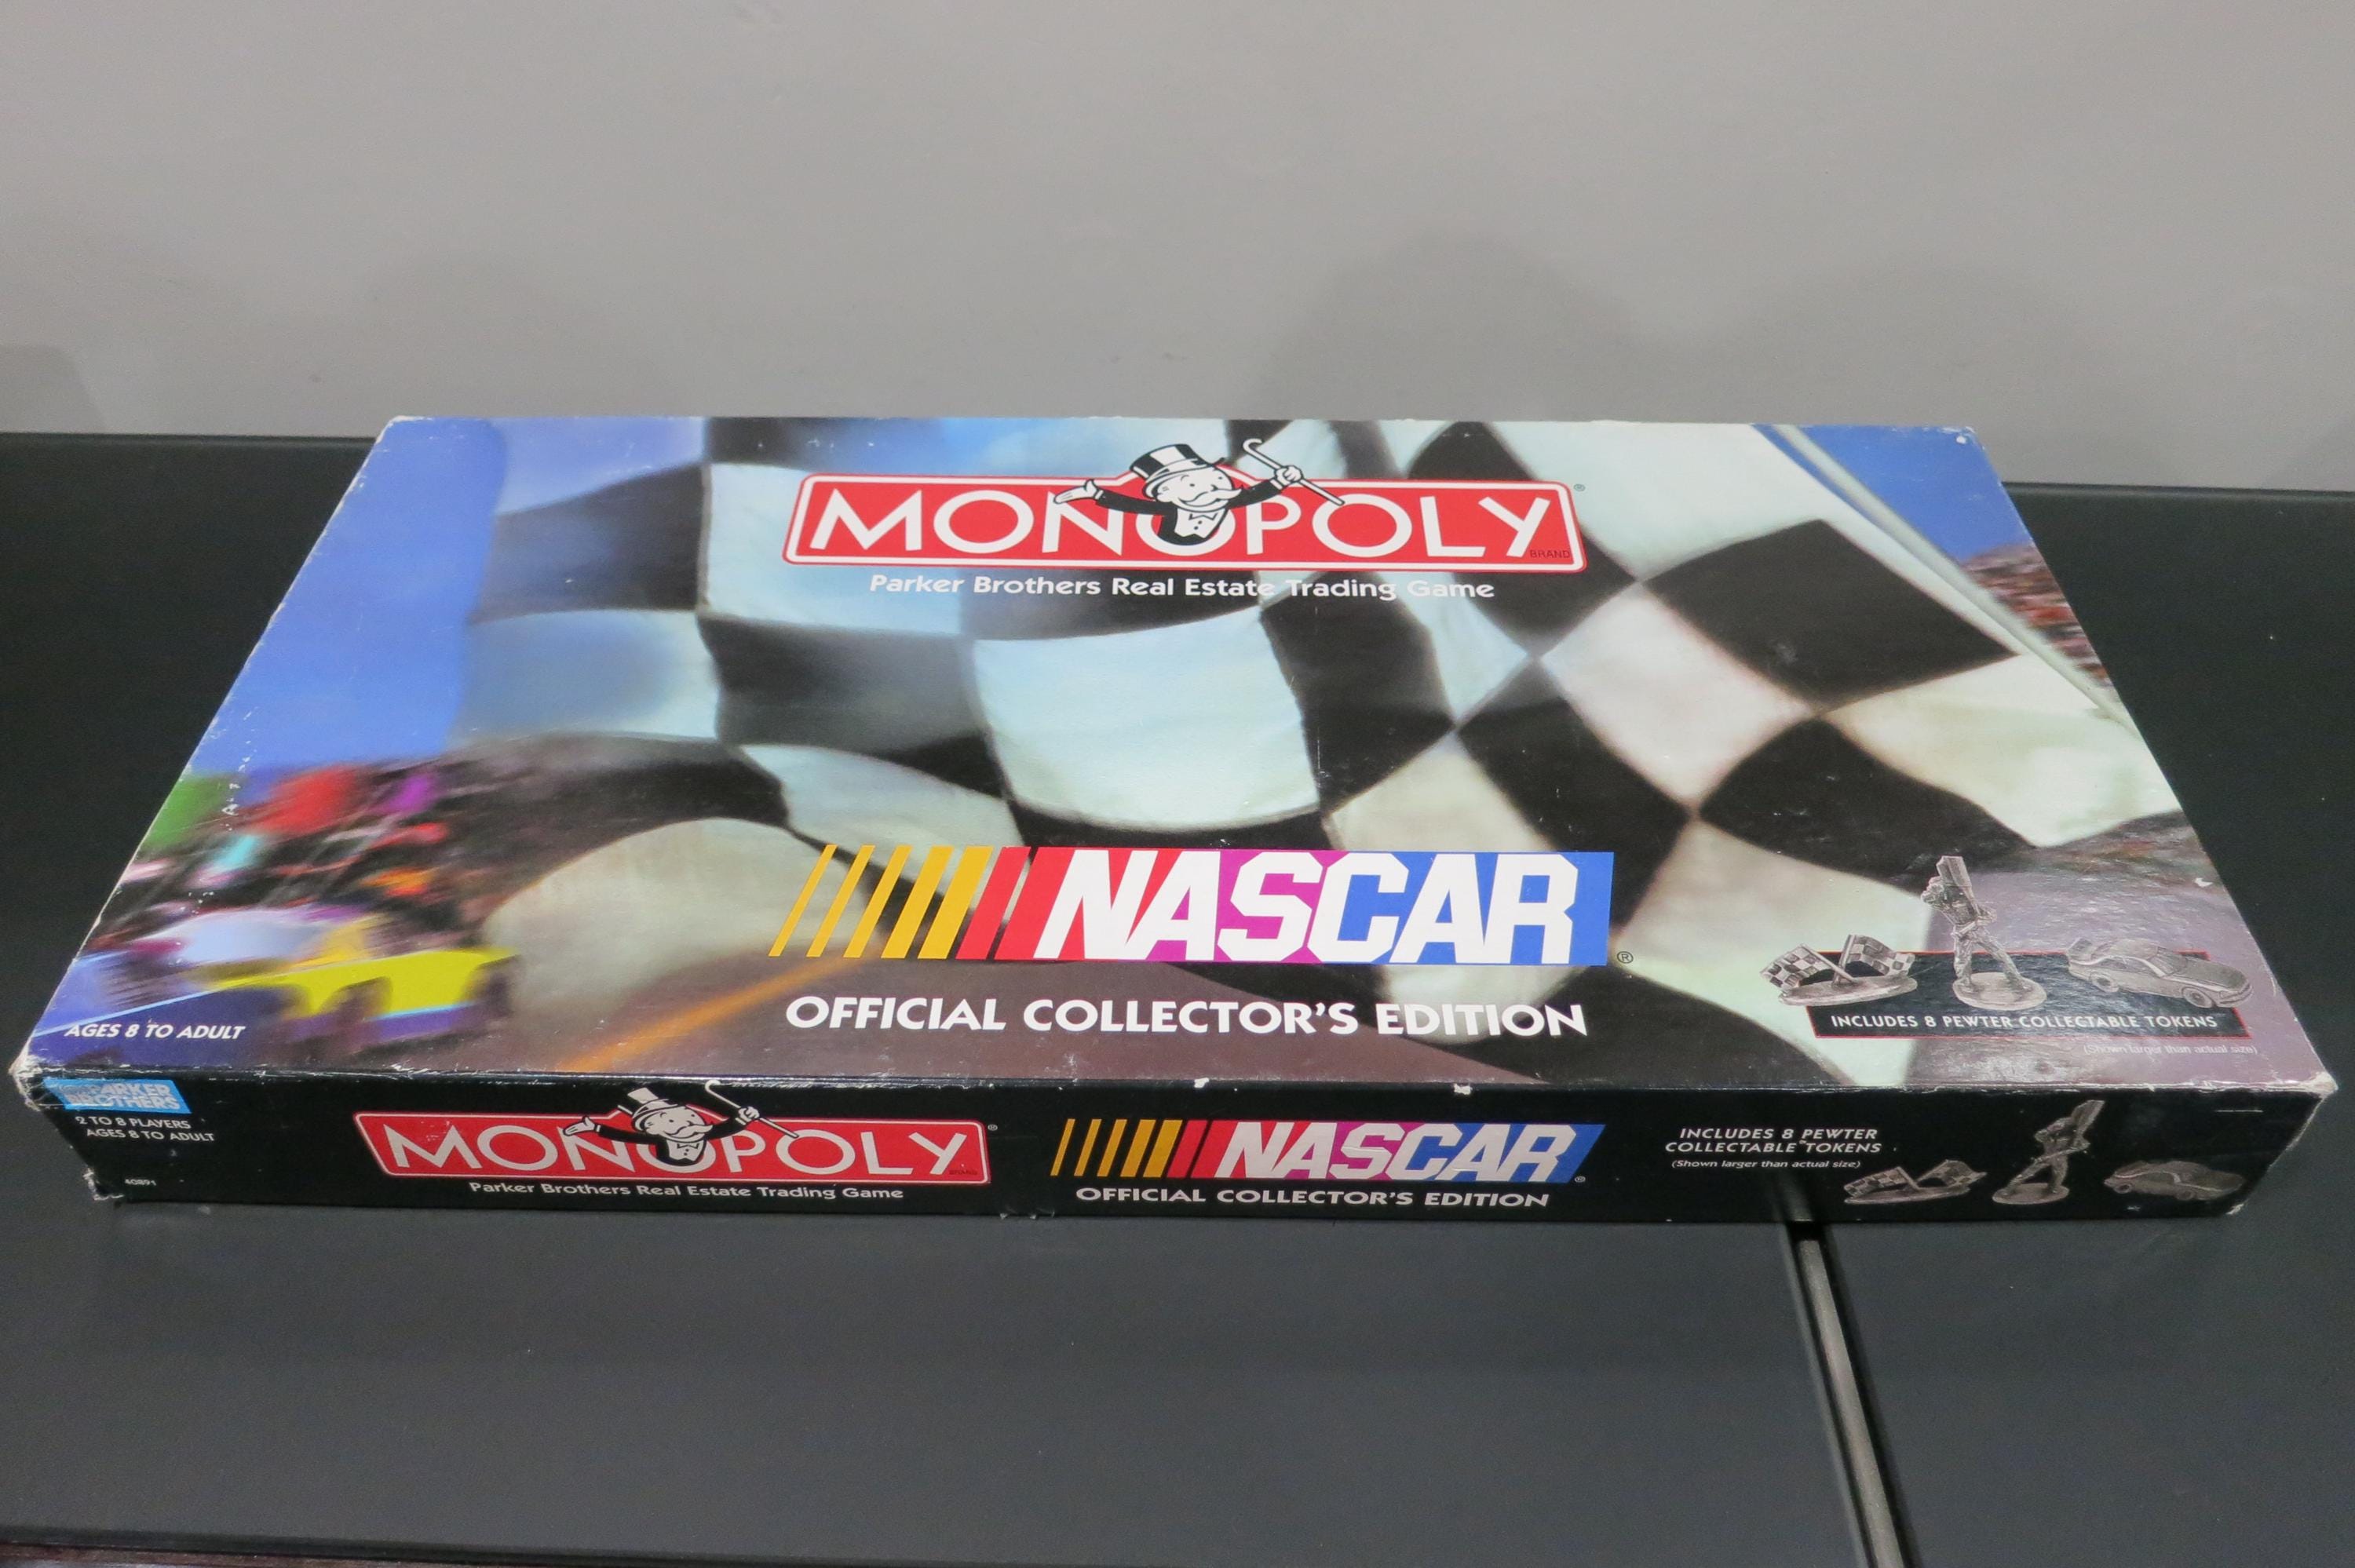 MONOPOLY
BRAND
®
Parker Brothers Real Estate Trading Game
NASCAR
®
OFFICIAL COLLECTOR'S EDITION
AGES 8 TO ADULT
INCLUDES 8 PEWTER COLLECTABLE TOKENS
(Shown larger than actual size)
PARKER
BROTHERS
2 TO 8 PLAYERS
AGES 8 TO ADULT
40891
MONOPOLY
BRAND
®
Parker Brothers Real Estate Trading Game
NASCAR
®
OFFICIAL COLLECTOR'S EDITION
INCLUDES 8 PEWTER
COLLECTABLE TOKENS
(Shown larger than actual size)